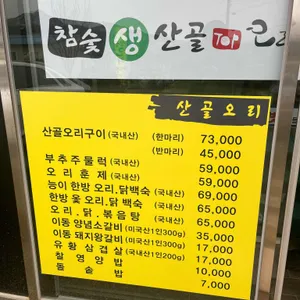 참숯 생 산골 TOP 오리
산골오리
산골오리구이 (국내산) (한마리) 73,000
(반마리) 45,000
부추주물럭 (국내산) 59,000
오리훈제 (국내산) 59,000
능이 한방 오리.닭백숙 (국내산) 69,000
한방 옻 오리.닭 백숙 (국내산) 65,000
오리.닭.볶음탕 (국내산) 65,000
이동 양념소갈비 (미국산1인300g) 35,000
이동 돼지왕갈비 (미국산1인300g) 17,000
유황삼겹살 (국내산1인200g) 17,000
찰영양밥 10,000
돌솥밥 7,000